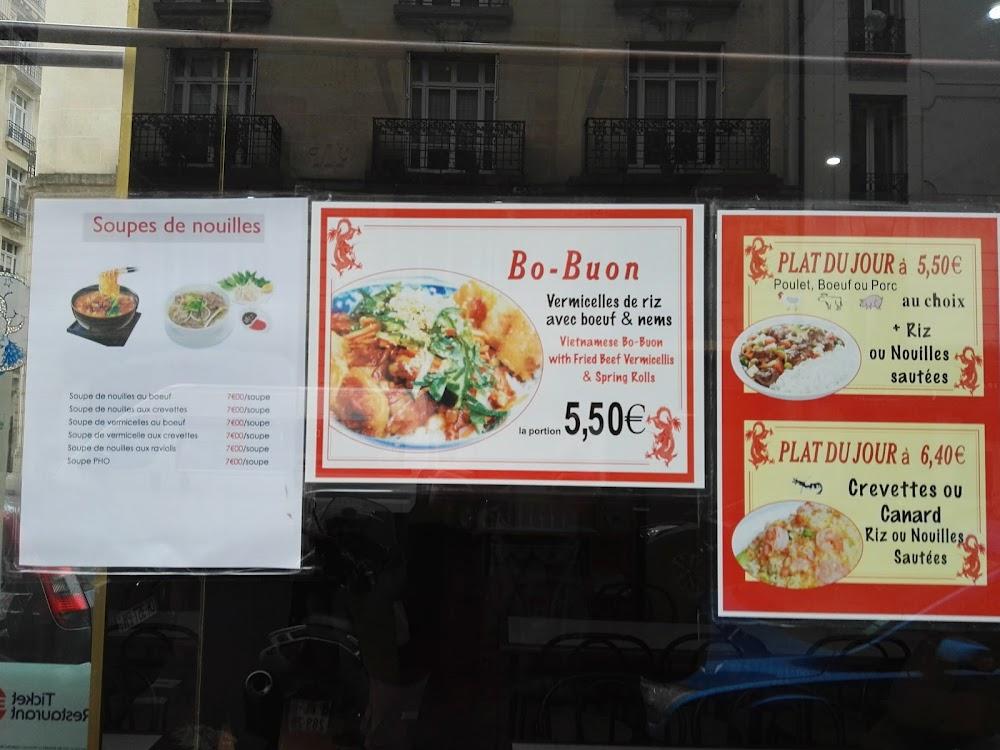 Soupes de nouilles
Soupe de nouilles au boeuf 7€00/soupe
Soupe de nouilles aux crevettes 7€00/soupe
Soupe de vermicelles au boeuf 7€00/soupe
Soupe de vermicelle aux crevettes 7€00/soupe
Soupe de nouilles aux raviolis 7€00/soupe
Soupe PHO 7€00/soupe
Bo-Buon
Vermicelles de riz
avec boeuf & nems
Vietnamese Bo-Buon
with Fried Beef Vermicellis
& Spring Rolls
la portion 5,50€
PLAT DU JOUR à 5,50€
Poulet, Boeuf ou Porc
au choix
+ Riz
ou Nouilles
sautées
PLAT DU JOUR à 6,40€
Crevettes ou
Canard
Riz ou Nouilles
Sautées
Ticket
Restaurant